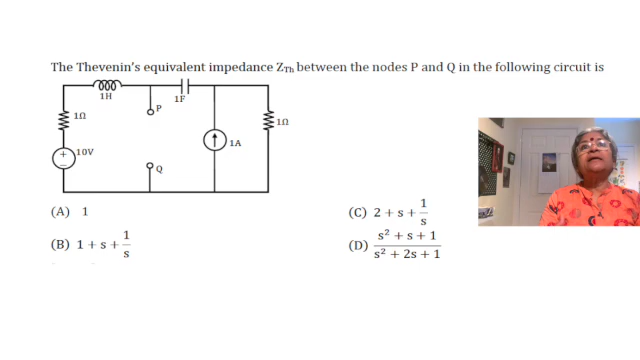 The Thevenin's equivalent impedance Z_Th between the nodes P and Q in the following circuit is
1H
1F
P
1Ω
1Ω
1A
10V
Q
(A) 1
(C) 2 + s + 1/s
(B) 1 + s + 1/s
(D) (s² + s + 1)/(s² + 2s + 1)